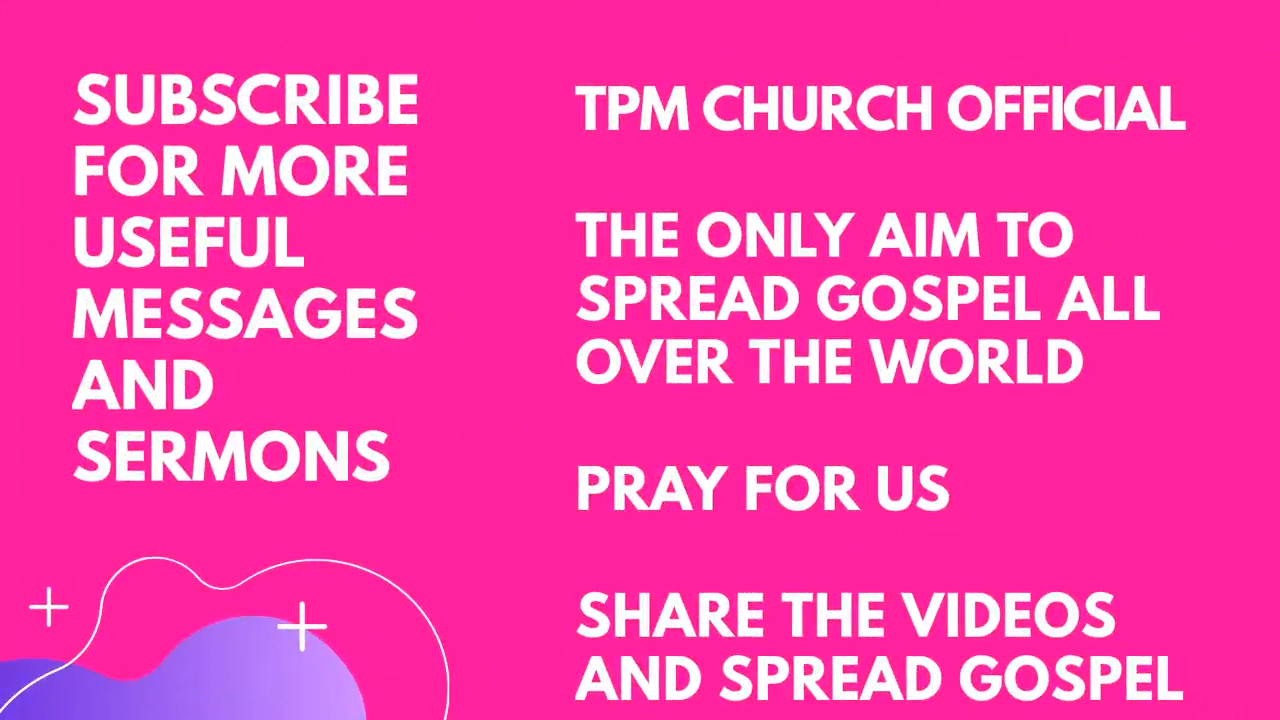 SUBSCRIBE
FOR MORE
USEFUL
MESSAGES
AND
SERMONS
TPM CHURCH OFFICIAL
THE ONLY AIM TO
SPREAD GOSPEL ALL
OVER THE WORLD
PRAY FOR US
SHARE THE VIDEOS
AND SPREAD GOSPEL